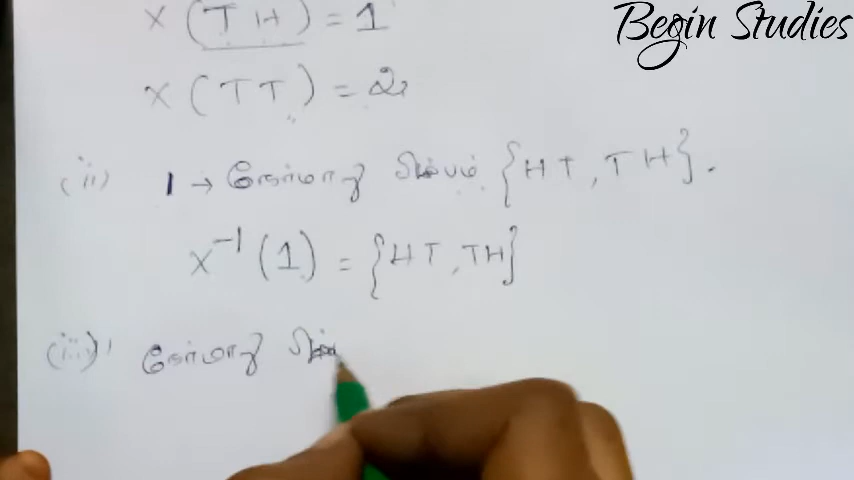 Begin Studies
X (TH) = 1
X (TT) = 2
(ii) 1 → நேர்மாறு பிம்பம் {HT, TH}.
X⁻¹ (1) = {HT, TH}
(iii) நேர்மாறு